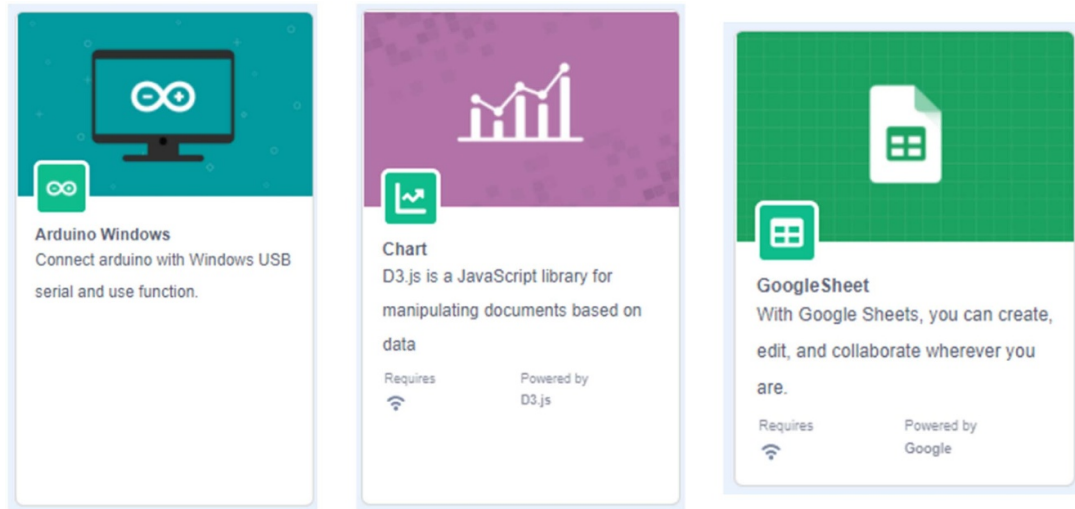 Arduino Windows
Connect arduino with Windows USB
serial and use function.
Chart
D3.js is a JavaScript library for
manipulating documents based on
data
Requires
Powered by
D3.js
GoogleSheet
With Google Sheets, you can create,
edit, and collaborate wherever you
are.
Requires
Powered by
Google